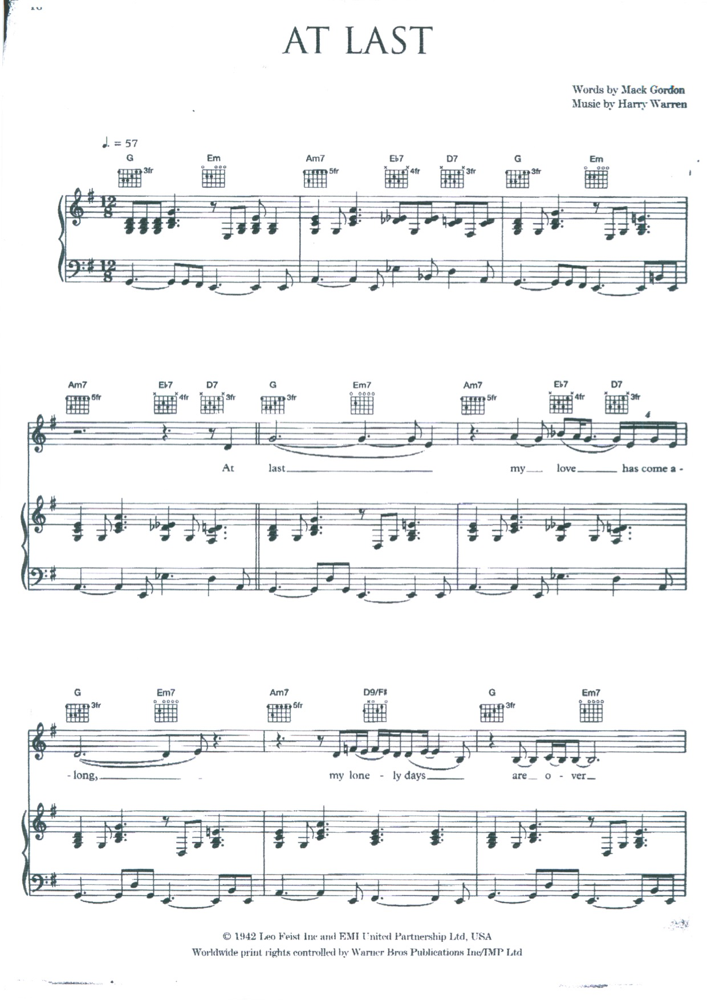 AT LAST
Words by Mack Gordon
Music by Harry Warren
♩. = 57
G Em Am7 E♭7 D7 G Em
3fr 5fr 4fr 3fr 3fr
12/8
12/8
Am7 E♭7 D7 G Em7 Am7 E♭7 D7
5fr 4fr 3fr 3fr 5fr 4fr 3fr
4
At last my love has come a -
G Em7 Am7 D9/F♯ G Em7
3fr 5fr 3fr
- long, my lone - ly days are o - ver
© 1942 Leo Feist Inc and EMI United Partnership Ltd, USA
Worldwide print rights controlled by Warner Bros Publications Inc/IMP Ltd